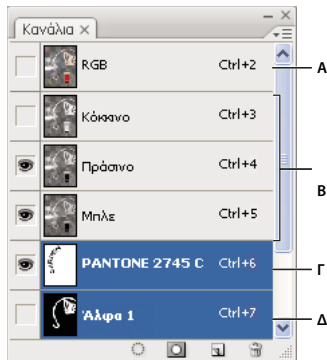 Κανάλια
RGB Ctrl+2 Α
Κόκκινο Ctrl+3
Πράσινο Ctrl+4
Β
Μπλε Ctrl+5
PANTONE 2745 C Ctrl+6 Γ
Άλφα 1 Ctrl+7 Δ